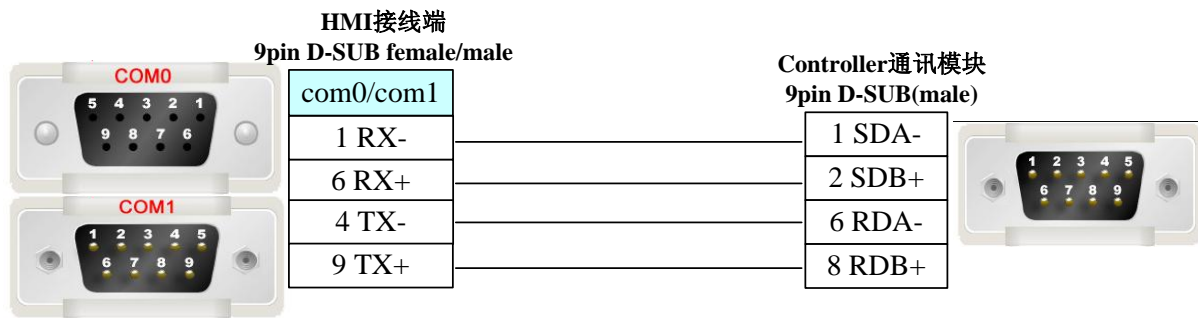 HMI接线端
9pin D-SUB female/male
COM0
5 4 3 2 1
9 8 7 6
COM1
1 2 3 4 5
6 7 8 9
com0/com1
1 RX-
6 RX+
4 TX-
9 TX+
Controller通讯模块
9pin D-SUB(male)
1 SDA-
2 SDB+
6 RDA-
8 RDB+
1 2 3 4 5
6 7 8 9